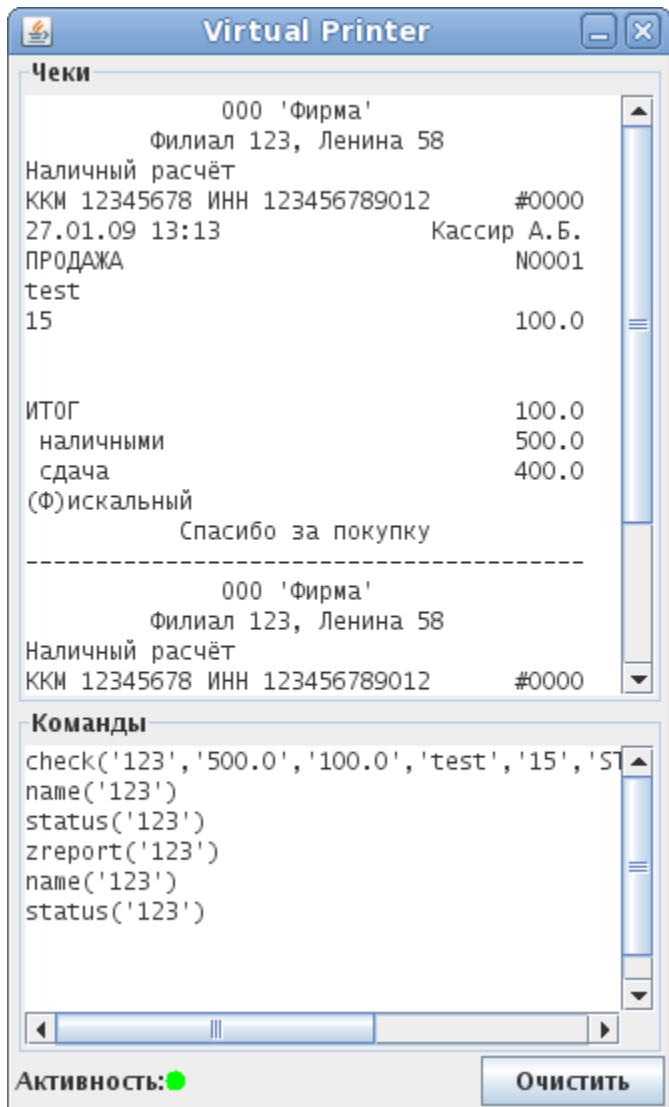 Virtual Printer
Чеки
ООО 'Фирма'
Филиал 123, Ленина 58
Наличный расчёт
ККМ 12345678 ИНН 123456789012 #0000
27.01.09 13:13 Кассир А.Б.
ПРОДАЖА N0001
test
15 100.0
ИТОГ 100.0
наличными 500.0
сдача 400.0
(Ф)искальный
Спасибо за покупку
----------------------------------------
ООО 'Фирма'
Филиал 123, Ленина 58
Наличный расчёт
ККМ 12345678 ИНН 123456789012 #0000
Команды
check('123','500.0','100.0','test','15','ST
name('123')
status('123')
zreport('123')
name('123')
status('123')
Активность:
Очистить